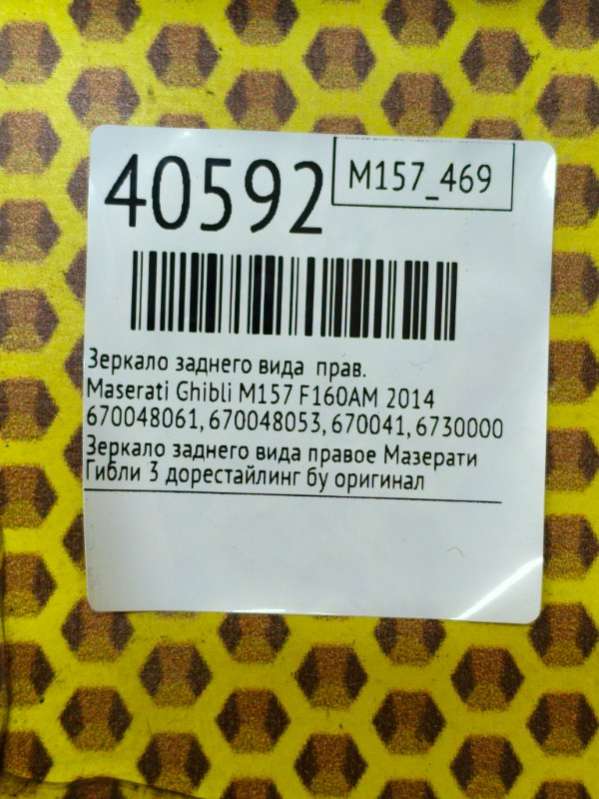 40592
M157_469
Зеркало заднего вида прав.
Maserati Ghibli M157 F160AM 2014
670048061, 670048053, 670041, 6730000
Зеркало заднего вида правое Мазерати
Гибли 3 дорестайлинг бу оригинал